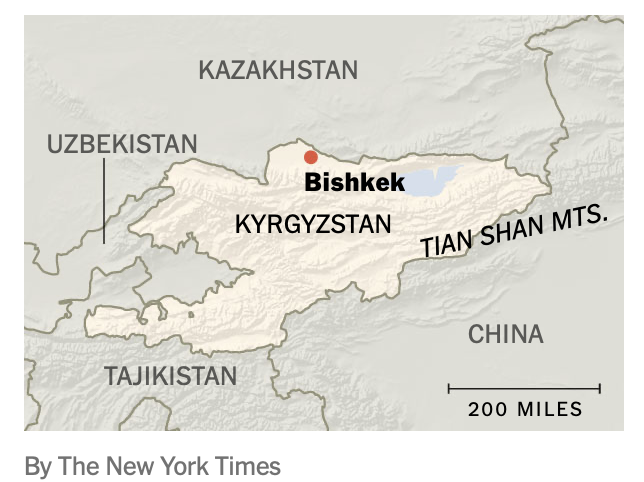 KAZAKHSTAN
UZBEKISTAN
Bishkek
KYRGYZSTAN
TIAN SHAN MTS.
CHINA
TAJIKISTAN
200 MILES
By The New York Times